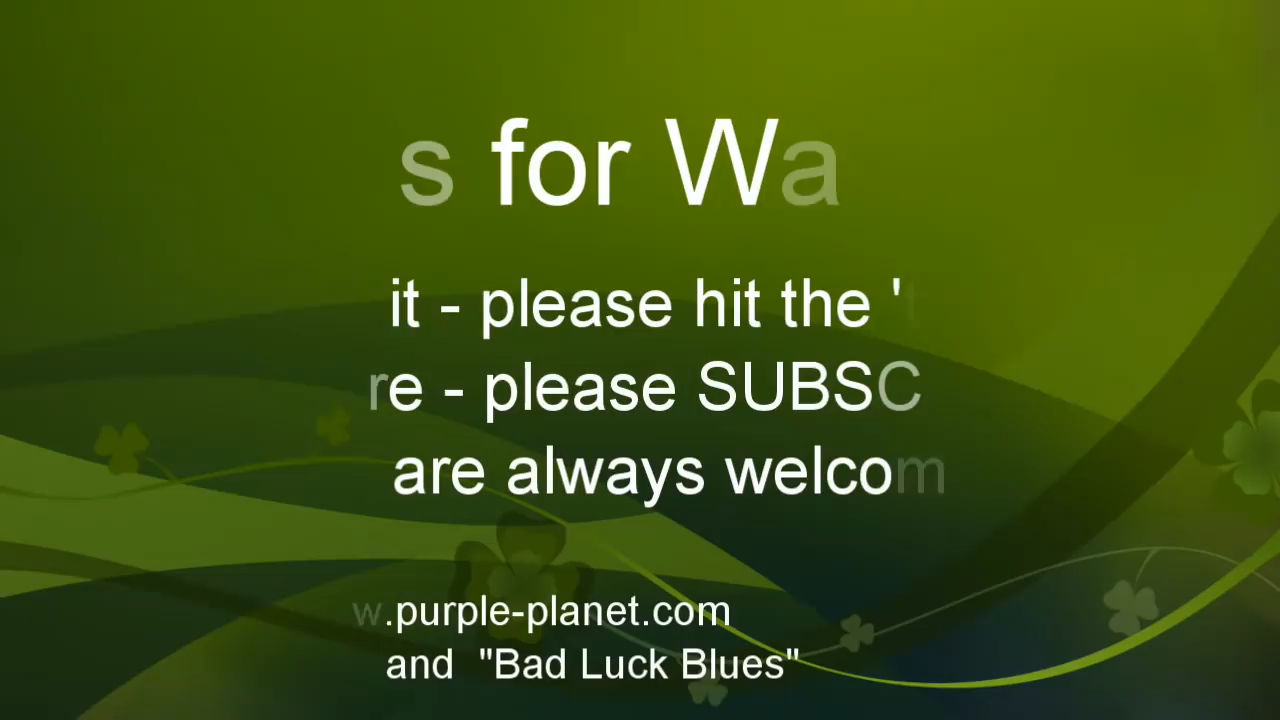 s for Wa
it - please hit the 't
re - please SUBSC
are always welcom
w.purple-planet.com
and "Bad Luck Blues"